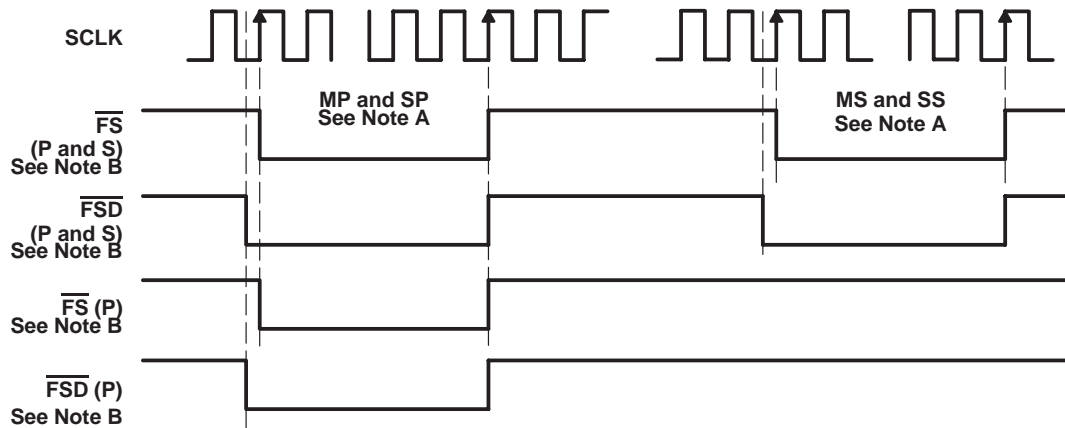 SCLK
MP and SP
See Note A
MS and SS
See Note A
FS
(P and S)
See Note B
FSD
(P and S)
See Note B
FS (P)
See Note B
FSD (P)
See Note B